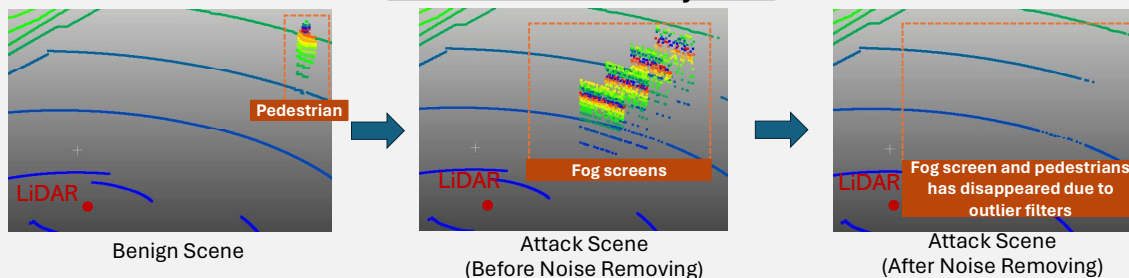 Pedestrian
LiDAR
Benign Scene
Fog screens
LiDAR
Attack Scene
(Before Noise Removing)
LiDAR
Fog screen and pedestrians
has disappeared due to
outlier filters
Attack Scene
(After Noise Removing)